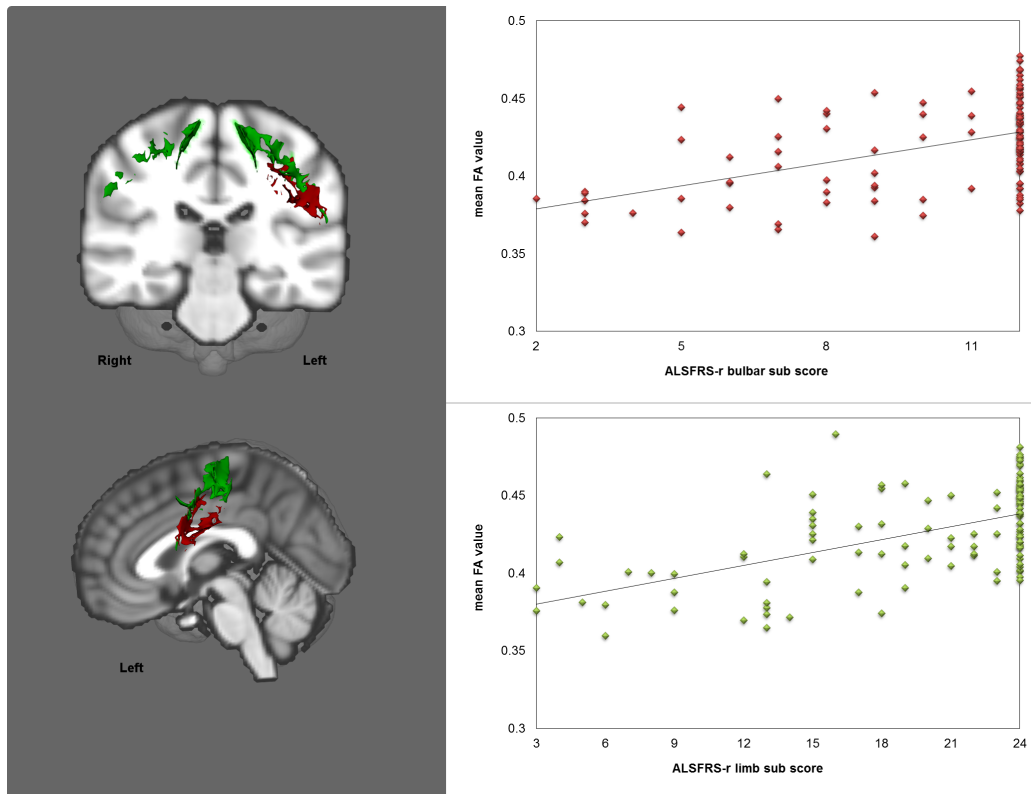 Right Left
Left
0.5
0.45
0.4
0.35
0.3
mean FA value
2 5 8 11
ALSFRS-r bulbar sub score
0.5
0.45
0.4
0.35
0.3
mean FA value
3 6 9 12 15 18 21 24
ALSFRS-r limb sub score